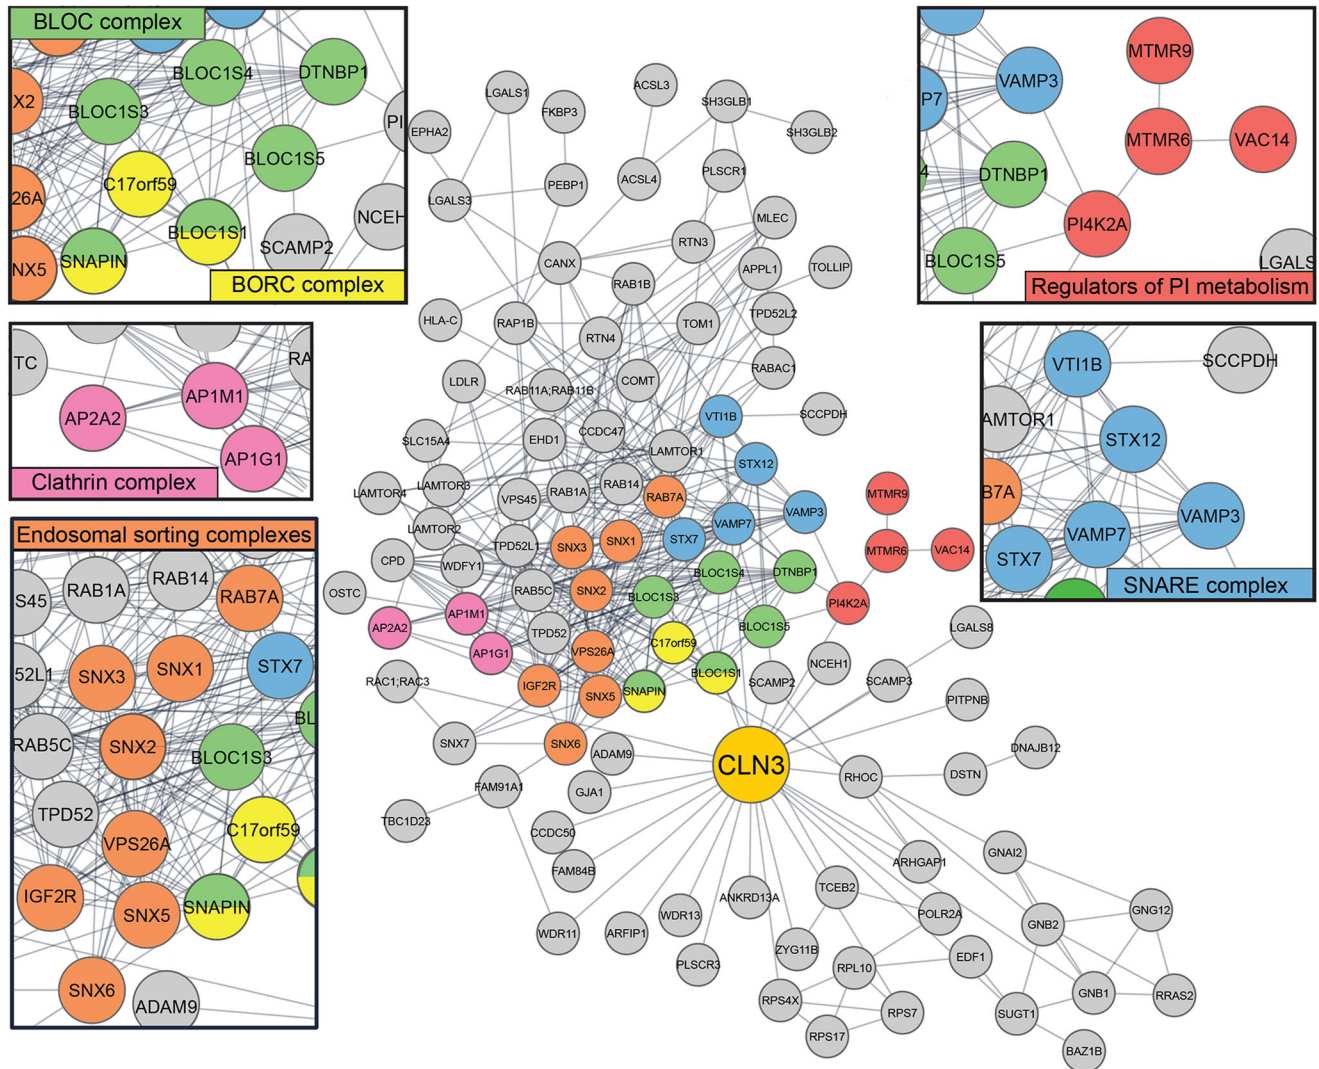 BLOC complex
BLOC1S4
DTNBP1
X2
BLOC1S3
PI
BLOC1S5
C17orf59
26A
NCEH
BLOC1S1
SCAMP2
SNAPIN
NX5
BORC complex
TC
RA
AP1M1
AP2A2
AP1G1
Clathrin complex
Endosomal sorting complexes
RAB14
RAB1A
S45
RAB7A
SNX1
STX7
SNX3
52L1
BL
RAB5C
SNX2
BLOC1S3
TPD52
C17orf59
VPS26A
IGF2R
SNX5
SNAPIN
SNX6
ADAM9
MTMR9
VAMP3
P7
MTMR6
VAC14
4
DTNBP1
PI4K2A
BLOC1S5
LGALS
Regulators of PI metabolism
VTI1B
SCCPDH
AMTOR1
STX12
B7A
VAMP3
VAMP7
STX7
SNARE complex
LGALS1
ACSL3
SH3GLB1
FKBP3
EPHA2
SH3GLB2
PLSCR1
ACSL4
PEBP1
LGALS3
MLEC
RTN3
CANX
APPL1
TOLLIP
RAB1B
HLA-C
RAP1B
TOM1
TPD52L2
RTN4
RABAC1
LDLR
RAB11A;RAB11B
COMT
VTI1B
SCCPDH
SLC15A4
EHD1
CCDC47
LAMTOR1
STX12
LAMTOR4
LAMTOR3
VPS45
RAB1A
RAB14
RAB7A
MTMR9
VAMP3
LAMTOR2
VAMP7
STX7
SNX1
SNX3
TPD52L1
MTMR6
VAC14
CPD
WDFY1
BLOC1S4
DTNBP1
OSTC
RAB5C
SNX2
BLOC1S3
PI4K2A
AP1M1
AP2A2
BLOC1S5
LGALS8
TPD52
C17orf59
AP1G1
VPS26A
NCEH1
BLOC1S1
RAC1;RAC3
IGF2R
SNX5
SNAPIN
SCAMP2
SCAMP3
PITPNB
SNX7
SNX6
ADAM9
DNAJB12
CLN3
RHOC
DSTN
FAM91A1
GJA1
TBC1D23
CCDC50
GNAI2
ARHGAP1
FAM84B
TCEB2
ANKRD13A
WDR13
POLR2A
GNG12
GNB2
WDR11
ARFIP1
ZYG11B
EDF1
PLSCR3
RPL10
GNB1
RRAS2
RPS4X
RPS7
SUGT1
RPS17
BAZ1B